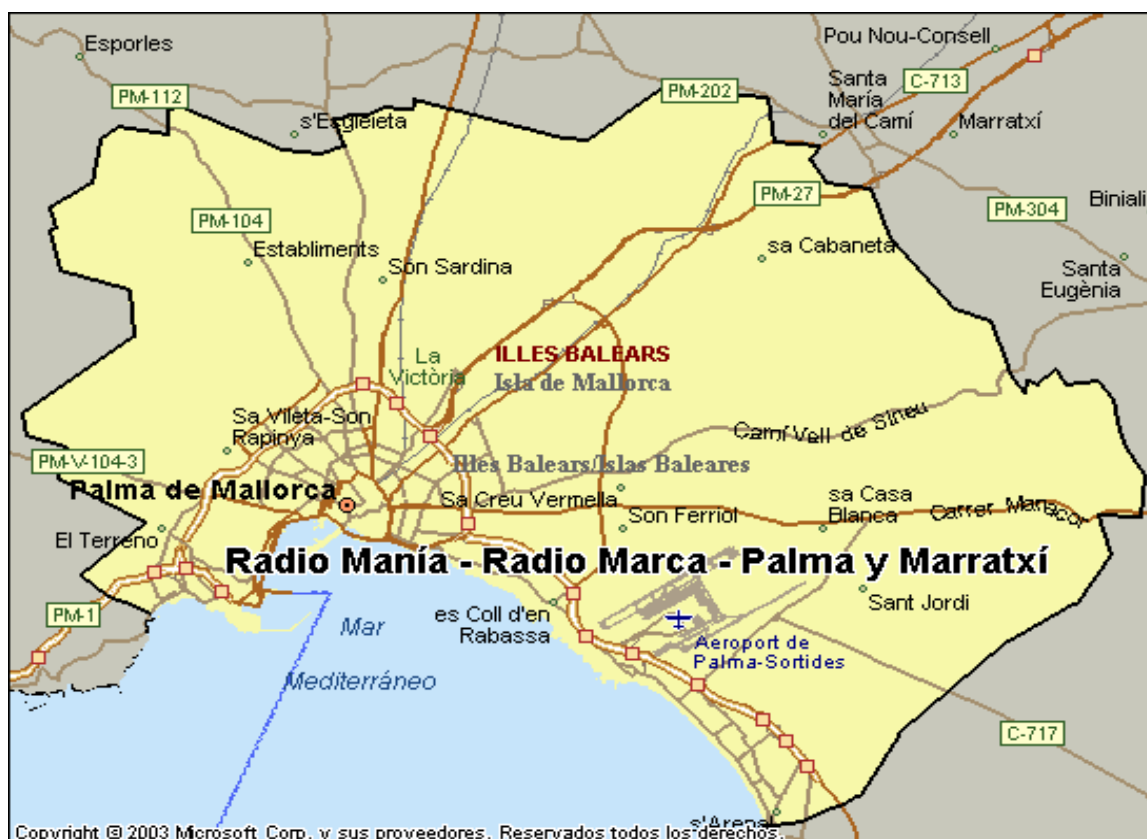 Esporles
Pou Nou-Consell
PM-112
PM-202
Santa
María
del Camí
C-713
s'Esgleieta
Marratxí
PM-104
PM-27
PM-304
Biniali
Establiments
Son Sardina
sa Cabaneta
Santa
Eugènia
La
Victòria
ILLES BALEARS
Isla de Mallorca
Sa Vileta-Son
Rapinya
Camí Vell de Sineu
PM-V-104-3
Illes Balears/Islas Baleares
Palma de Mallorca
Sa Creu Vermella
sa Casa
Blanca
Carrer Manacor
Son Ferriol
El Terreno
Radio Manía - Radio Marca - Palma y Marratxí
PM-1
es Coll d'en
Rabassa
Sant Jordi
Mar
Mediterráneo
Aeroport de
Palma-Sortides
C-717
s'Arenal
Copyright © 2003 Microsoft Corp. y sus proveedores. Reservados todos los derechos.